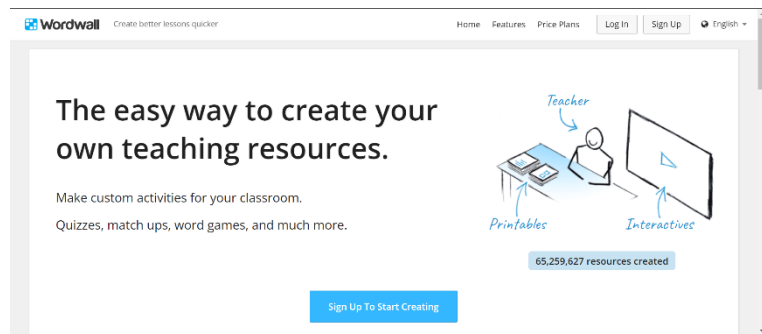 Wordwall Create better lessons quicker Home Features Price Plans Log In Sign Up English
The easy way to create your
own teaching resources.
Make custom activities for your classroom.
Quizzes, match ups, word games, and much more.
Teacher
Printables Interactives
65,259,627 resources created
Sign Up To Start Creating